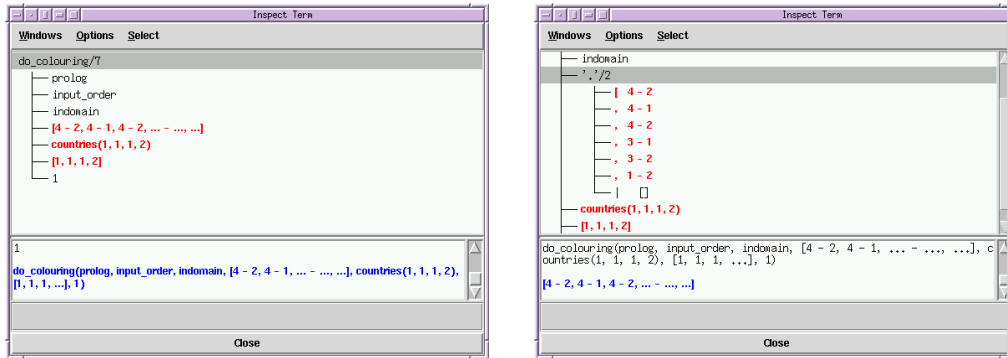 Inspect Term
Windows Options Select
do_colouring/7
prolog
input_order
indomain
[4 - 2, 4 - 1, 4 - 2, ... - ..., ...]
countries(1, 1, 1, 2)
[1, 1, 1, 2]
1
1
do_colouring(prolog, input_order, indomain, [4 - 2, 4 - 1, ... - ..., ...], countries(1, 1, 1, 2),
[1, 1, 1, ...], 1)
Close
Inspect Term
Windows Options Select
indomain
'.'/2
[ 4 - 2
, 4 - 1
, 4 - 2
, 3 - 1
, 3 - 2
, 1 - 2
| []
countries(1, 1, 1, 2)
[1, 1, 1, 2]
do_colouring(prolog, input_order, indomain, [4 - 2, 4 - 1, ... - ..., ...], c
ountries(1, 1, 1, 2), [1, 1, 1, ...], 1)
[4 - 2, 4 - 1, 4 - 2, ... - ..., ...]
Close